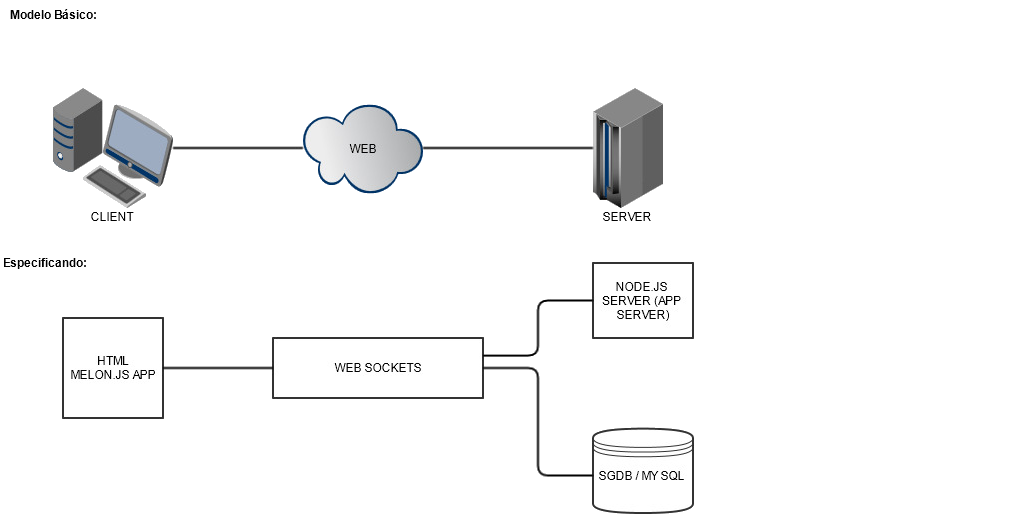 Modelo Básico:
WEB
CLIENT
SERVER
Especificando:
NODE.JS
SERVER (APP
SERVER)
HTML
MELON.JS APP
WEB SOCKETS
SGDB / MY SQL